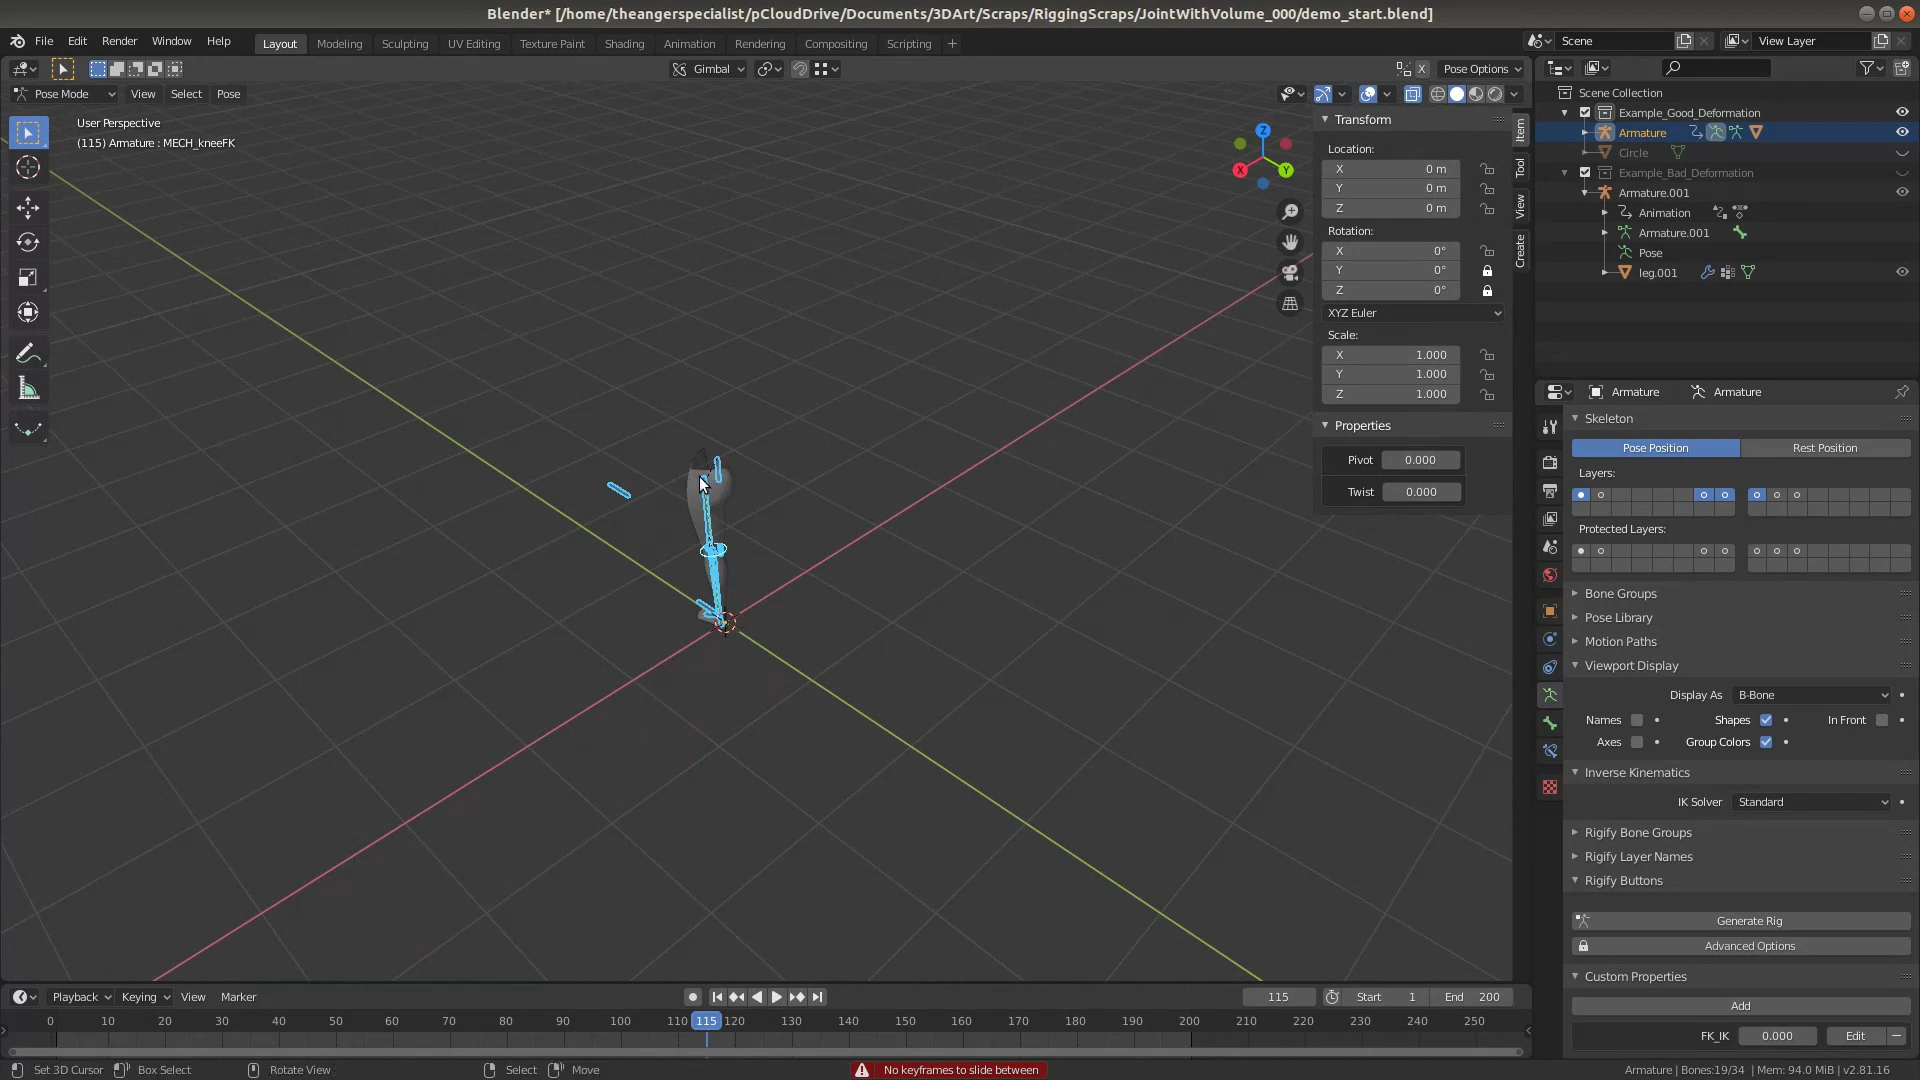 Blender* [/home/theangerspecialist/pCloudDrive/Documents/3DArt/Scraps/RiggingScraps/JointWithVolume_000/demo_start.blend]
File Edit Render Window Help Layout Modeling Sculpting UV Editing Texture Paint Shading Animation Rendering Compositing Scripting + Scene View Layer
Gimbal X Pose Options
Pose Mode View Select Pose
User Perspective
(115) Armature : MECH_kneeFK
Z
X
Y
Transform
Location:
X 0 m
Y 0 m
Z 0 m
Rotation:
X 0°
Y 0°
Z 0°
XYZ Euler
Scale:
X 1.000
Y 1.000
Z 1.000
Properties
Pivot 0.000
Twist 0.000
Item
Tool
View
Create
Scene Collection
Example_Good_Deformation
Armature
Circle
Example_Bad_Deformation
Armature.001
Animation
Armature.001
Pose
leg.001
Armature Armature
Skeleton
Pose Position Rest Position
Layers:
Protected Layers:
Bone Groups
Pose Library
Motion Paths
Viewport Display
Display As B-Bone
Names Shapes In Front
Axes Group Colors
Inverse Kinematics
IK Solver Standard
Rigify Bone Groups
Rigify Layer Names
Rigify Buttons
Generate Rig
Advanced Options
Custom Properties
Add
FK_IK 0.000 Edit
Playback Keying View Marker 115 Start 1 End 200
0 10 20 30 40 50 60 70 80 90 100 110 115 120 130 140 150 160 170 180 190 200 210 220 230 240 250
Set 3D Cursor Box Select Rotate View Select Move No keyframes to slide between Armature | Bones:19/34 | Mem: 94.0 MiB | v2.81.16